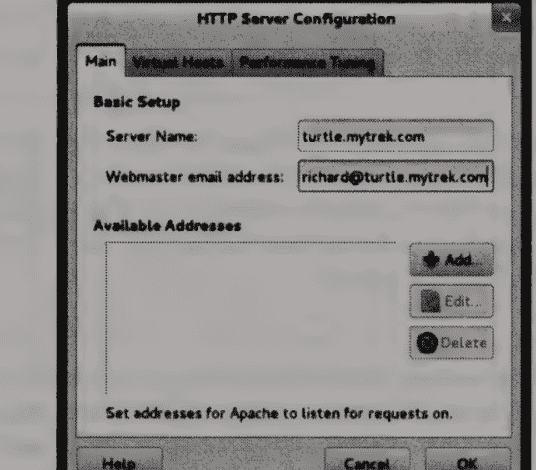 HTTP Server Configuration
Main Virtual Hosts Performance Tuning
Basic Setup
Server Name: turtle.mytrek.com
Webmaster email address: richard@turtle.mytrek.com
Available Addresses
Add...
Edit...
Delete
Set addresses for Apache to listen for requests on.
Help Cancel OK